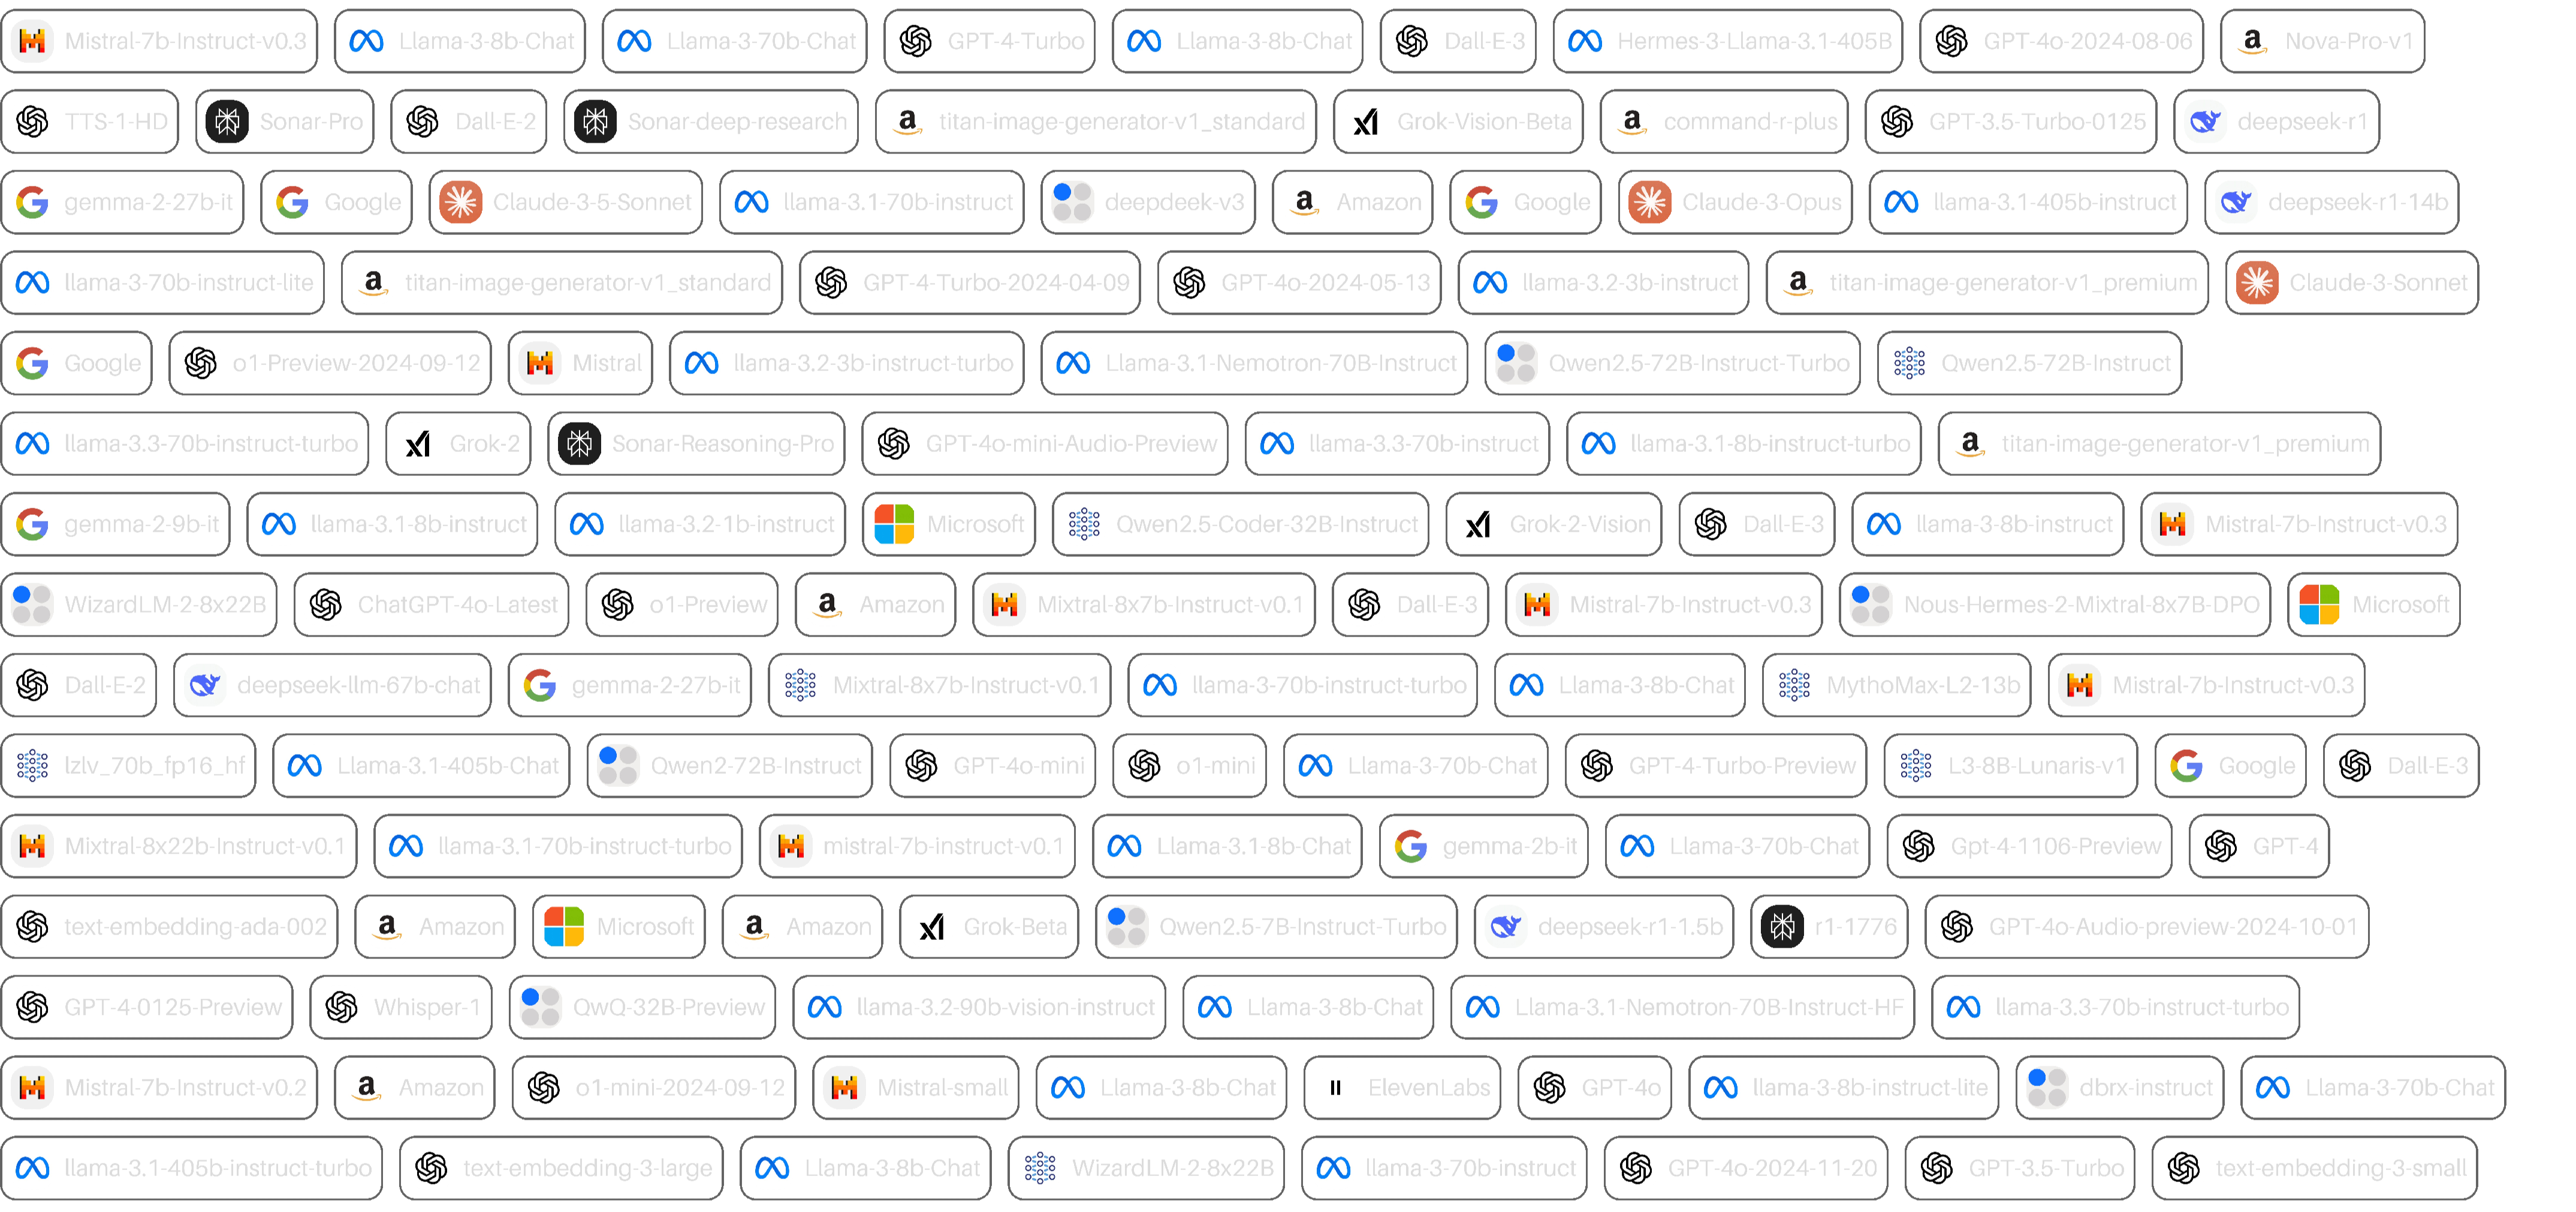 Mistral-7b-Instruct-v0.3 Llama-3-8b-Chat Llama-3-70b-Chat GPT-4-Turbo Llama-3-8b-Chat Dall-E-3 Hermes-3-Llama-3.1-405B GPT-4o-2024-08-06 Nova-Pro-v1
TTS-1-HD Sonar-Pro Dall-E-2 Sonar-deep-research titan-image-generator-v1_standard Grok-Vision-Beta command-r-plus GPT-3.5-Turbo-0125 deepseek-r1
gemma-2-27b-it Google Claude-3-5-Sonnet llama-3.1-70b-instruct deepdeek-v3 Amazon Google Claude-3-Opus llama-3.1-405b-instruct deepseek-r1-14b
llama-3-70b-instruct-lite titan-image-generator-v1_standard GPT-4-Turbo-2024-04-09 GPT-4o-2024-05-13 llama-3.2-3b-instruct titan-image-generator-v1_premium Claude-3-Sonnet
Google o1-Preview-2024-09-12 Mistral llama-3.2-3b-instruct-turbo Llama-3.1-Nemotron-70B-Instruct Qwen2.5-72B-Instruct-Turbo Qwen2.5-72B-Instruct
llama-3.3-70b-instruct-turbo Grok-2 Sonar-Reasoning-Pro GPT-4o-mini-Audio-Preview llama-3.3-70b-instruct llama-3.1-8b-instruct-turbo titan-image-generator-v1_premium
gemma-2-9b-it llama-3.1-8b-instruct llama-3.2-1b-instruct Microsoft Qwen2.5-Coder-32B-Instruct Grok-2-Vision Dall-E-3 llama-3-8b-instruct Mistral-7b-Instruct-v0.3
WizardLM-2-8x22B ChatGPT-4o-Latest o1-Preview Amazon Mixtral-8x7b-Instruct-v0.1 Dall-E-3 Mistral-7b-Instruct-v0.3 Nous-Hermes-2-Mixtral-8x7B-DPO Microsoft
Dall-E-2 deepseek-llm-67b-chat gemma-2-27b-it Mixtral-8x7b-Instruct-v0.1 llama-3-70b-instruct-turbo Llama-3-8b-Chat MythoMax-L2-13b Mistral-7b-Instruct-v0.3
lzlv_70b_fp16_hf Llama-3.1-405b-Chat Qwen2-72B-Instruct GPT-4o-mini o1-mini Llama-3-70b-Chat GPT-4-Turbo-Preview L3-8B-Lunaris-v1 Google Dall-E-3
Mixtral-8x22b-Instruct-v0.1 llama-3.1-70b-instruct-turbo mistral-7b-instruct-v0.1 Llama-3.1-8b-Chat gemma-2b-it Llama-3-70b-Chat Gpt-4-1106-Preview GPT-4
text-embedding-ada-002 Amazon Microsoft Amazon Grok-Beta Qwen2.5-7B-Instruct-Turbo deepseek-r1-1.5b r1-1776 GPT-4o-Audio-preview-2024-10-01
GPT-4-0125-Preview Whisper-1 QwQ-32B-Preview llama-3.2-90b-vision-instruct Llama-3-8b-Chat Llama-3.1-Nemotron-70B-Instruct-HF llama-3.3-70b-instruct-turbo
Mistral-7b-Instruct-v0.2 Amazon o1-mini-2024-09-12 Mistral-small Llama-3-8b-Chat ElevenLabs GPT-4o llama-3-8b-instruct-lite dbrx-instruct Llama-3-70b-Chat
llama-3.1-405b-instruct-turbo text-embedding-3-large Llama-3-8b-Chat WizardLM-2-8x22B llama-3-70b-instruct GPT-4o-2024-11-20 GPT-3.5-Turbo text-embedding-3-small